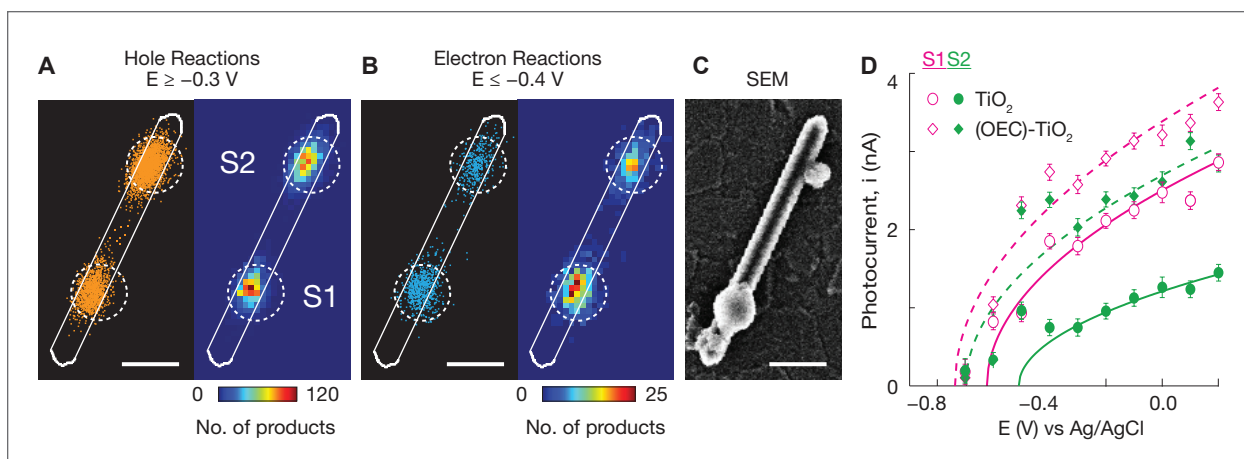 A
Hole Reactions
E ≥ −0.3 V
S2
S1
0
120
No. of products
B
Electron Reactions
E ≤ −0.4 V
0
25
No. of products
C
SEM
D
S1 S2
TiO₂
(OEC)-TiO₂
Photocurrent, i (nA)
4
2
0
−0.8
−0.4
0.0
E (V) vs Ag/AgCl